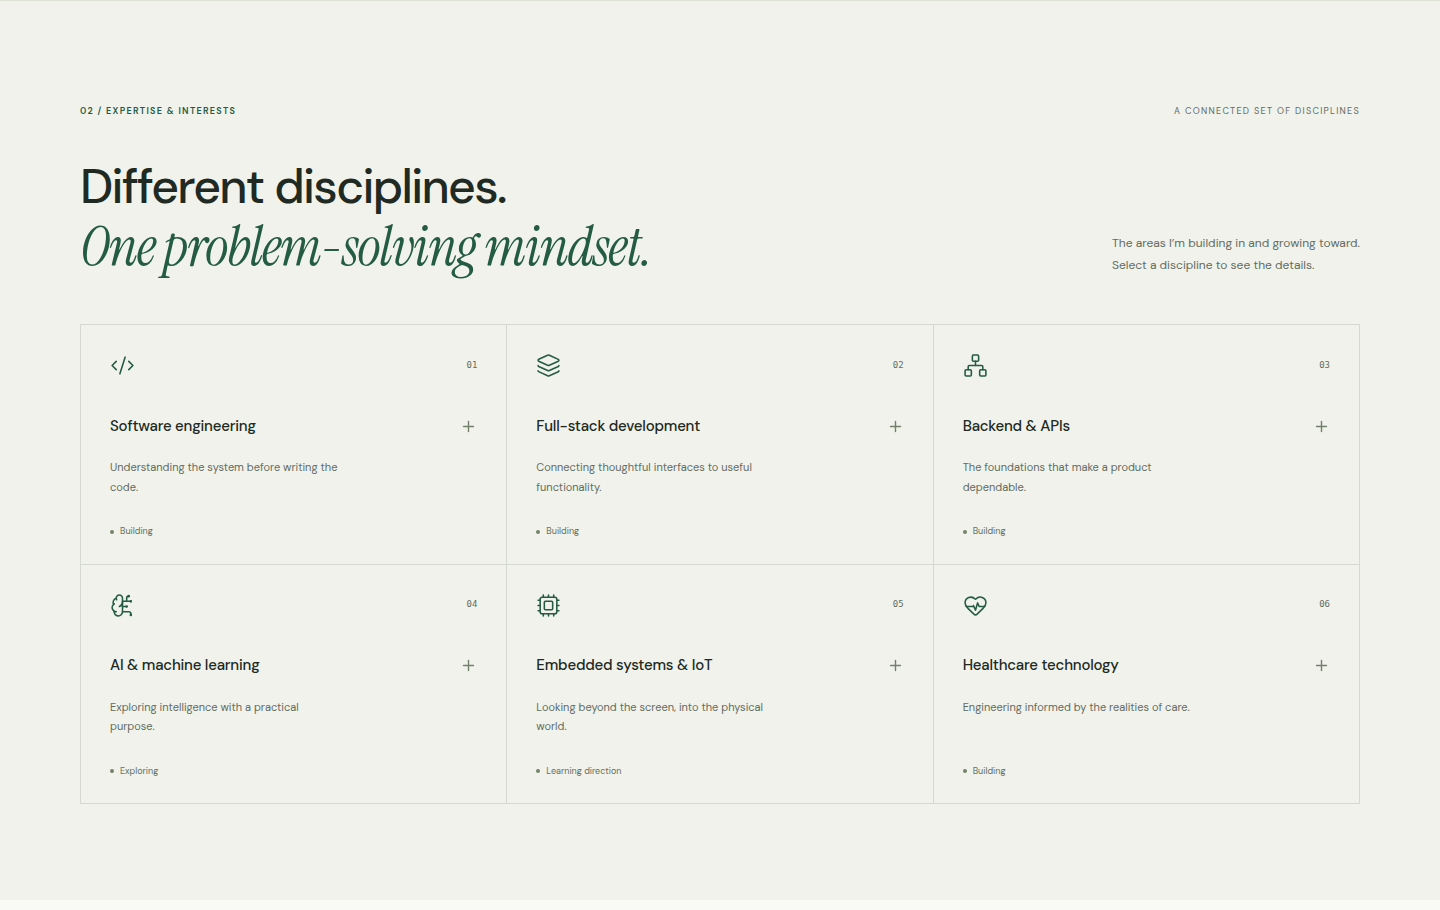 02 / EXPERTISE & INTERESTS
A CONNECTED SET OF DISCIPLINES
Different disciplines.
One problem-solving mindset.
The areas I'm building in and growing toward.
Select a discipline to see the details.
01
Software engineering
Understanding the system before writing the
code.
Building
02
Full-stack development
Connecting thoughtful interfaces to useful
functionality.
Building
03
Backend & APIs
The foundations that make a product
dependable.
Building
04
AI & machine learning
Exploring intelligence with a practical
purpose.
Exploring
05
Embedded systems & IoT
Looking beyond the screen, into the physical
world.
Learning direction
06
Healthcare technology
Engineering informed by the realities of care.
Building